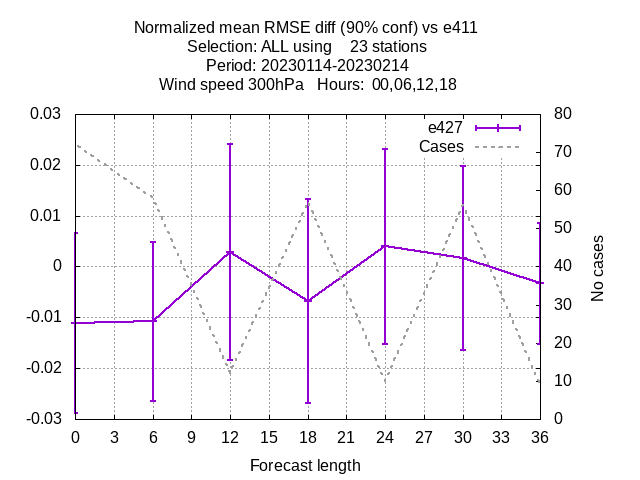 Normalized mean RMSE diff (90% conf) vs e411
Selection: ALL using    23 stations
Period: 20230114-20230214
Wind speed 300hPa   Hours:  00,06,12,18
e427
Cases
0.03
0.02
0.01
0
-0.01
-0.02
-0.03
80
70
60
50
40
30
20
10
0
No cases
0 3 6 9 12 15 18 21 24 27 30 33 36
Forecast length